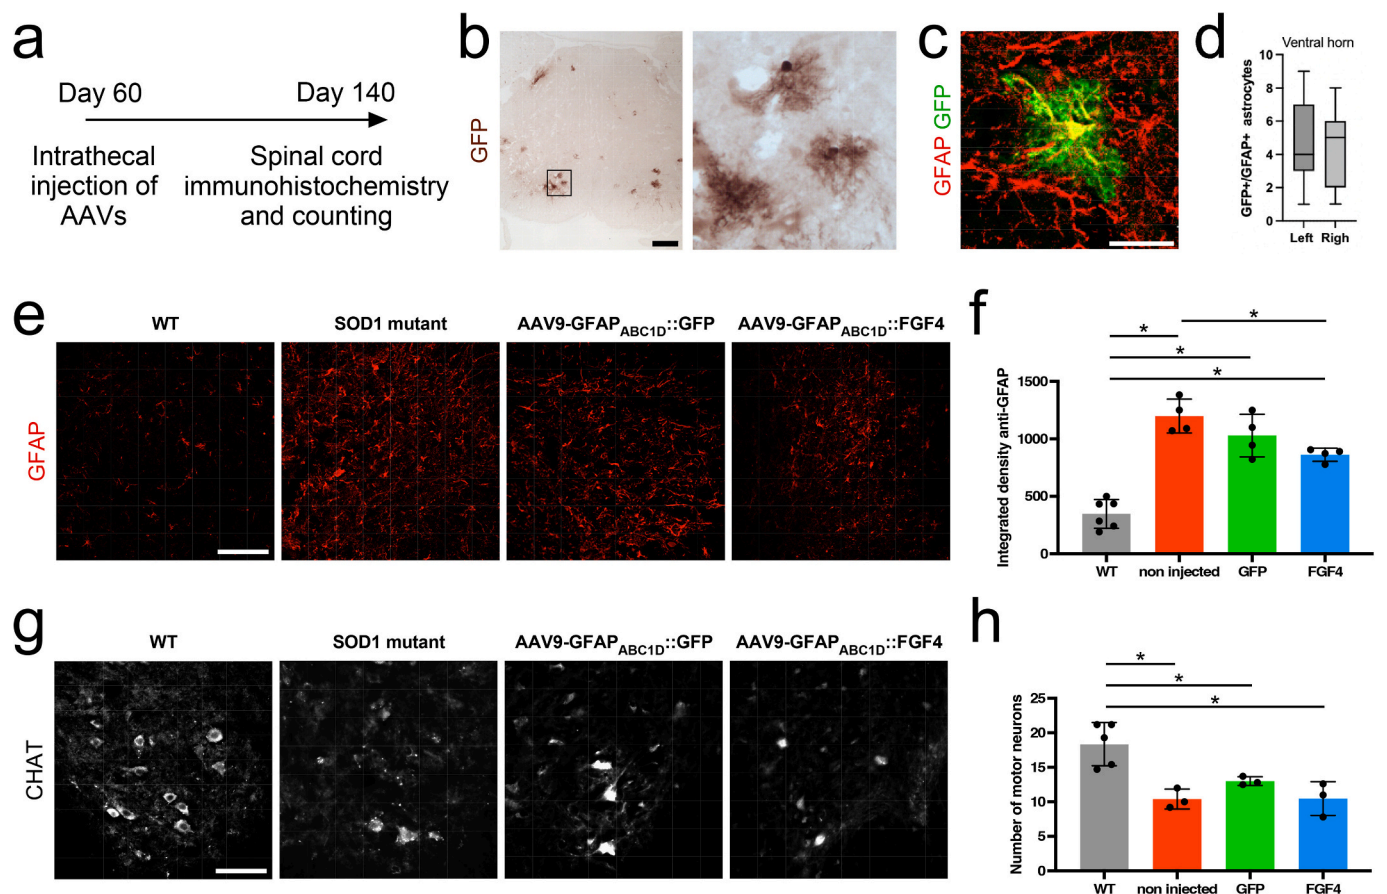 a
Day 60
Day 140
Intrathecal
injection of
AAVs
Spinal cord
immunohistochemistry
and counting
b
GFP
c
GFAP GFP
d
Ventral horn
GFP+/GFAP+ astrocytes
10
8
6
4
2
0
Left Righ
e
WT
SOD1 mutant
AAV9-GFAPABC1D::GFP
AAV9-GFAPABC1D::FGF4
GFAP
f
*
*
*
*
Integrated density anti-GFAP
1500
1000
500
0
WT
non injected
GFP
FGF4
g
WT
SOD1 mutant
AAV9-GFAPABC1D::GFP
AAV9-GFAPABC1D::FGF4
CHAT
h
*
*
*
Number of motor neurons
25
20
15
10
5
0
WT
non injected
GFP
FGF4